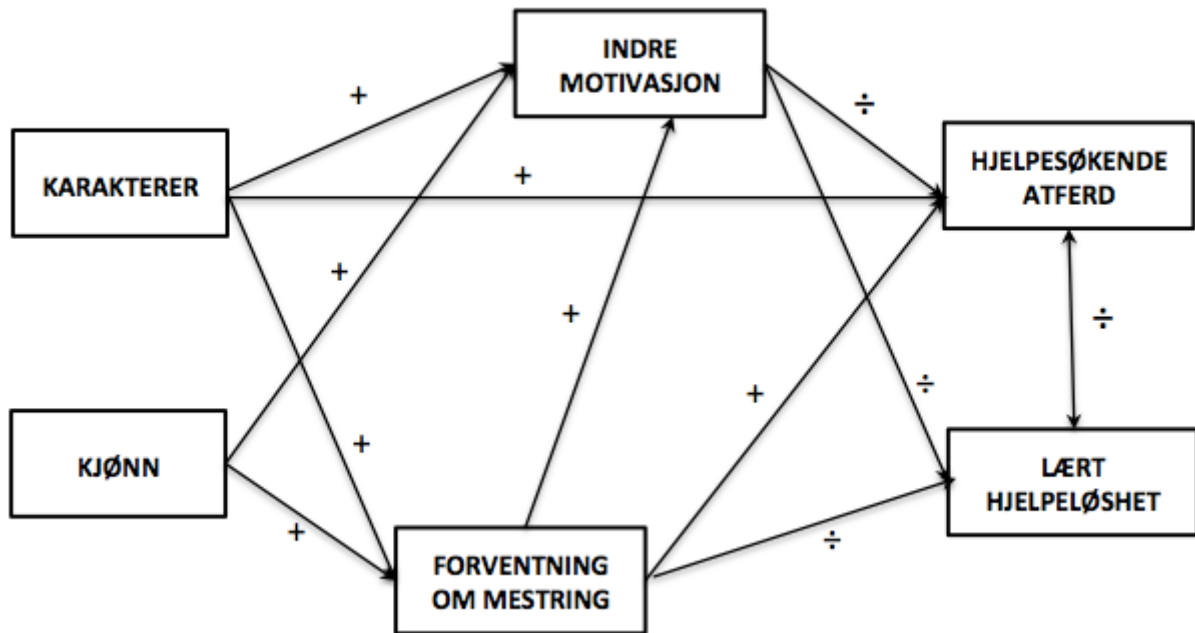 INDRE
MOTIVASJON
+
÷
KARAKTERER
+
HJELPESØKENDE
ATFERD
+
+
÷
+
÷
KJØNN
+
LÆRT
HJELPELØSHET
+
÷
FORVENTNING
OM MESTRING